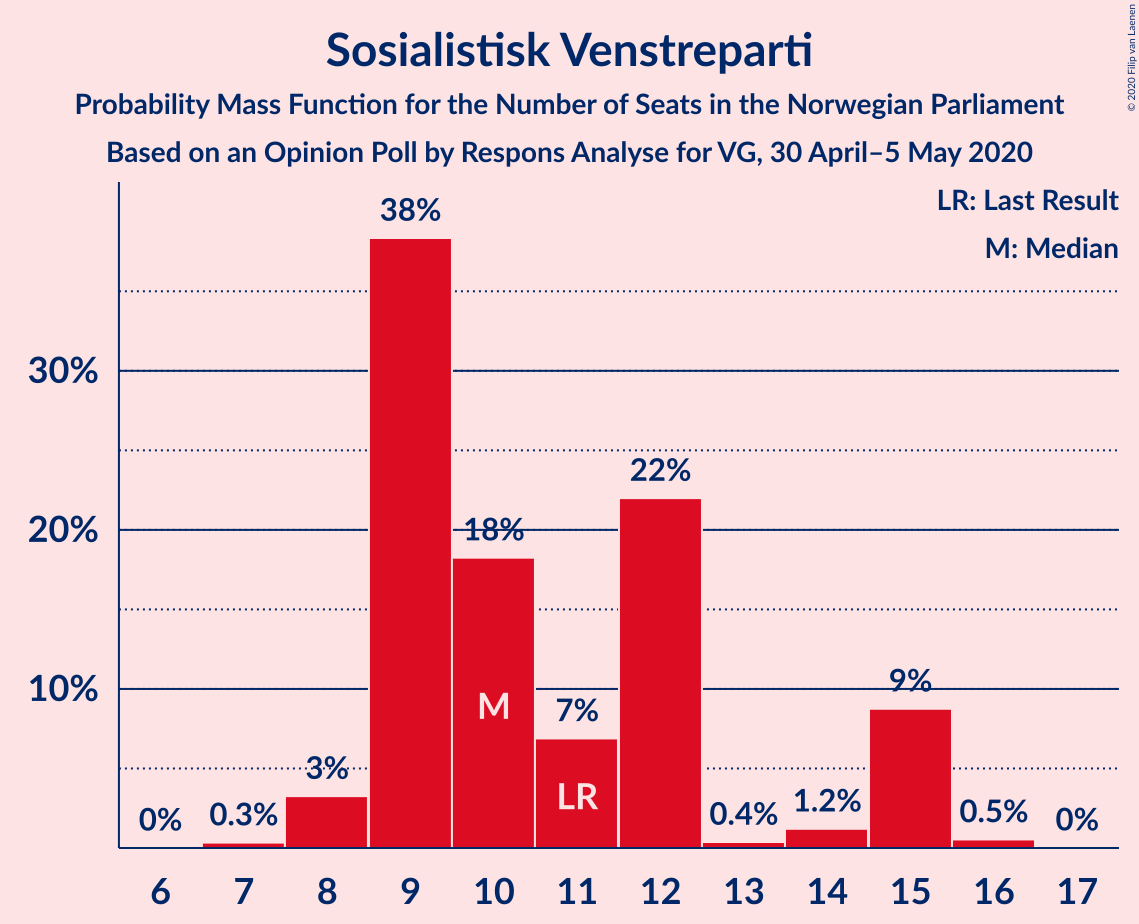 Sosialistisk Venstreparti
Probability Mass Function for the Number of Seats in the Norwegian Parliament
Based on an Opinion Poll by Respons Analyse for VG, 30 April–5 May 2020
© 2020 Filip van Laenen
LR: Last Result
M: Median
38%
30%
22%
20%
18%
10%
9%
M
7%
3%
LR
1.2%
0%
0.3%
0.4%
0.5%
0%
6 7 8 9 10 11 12 13 14 15 16 17